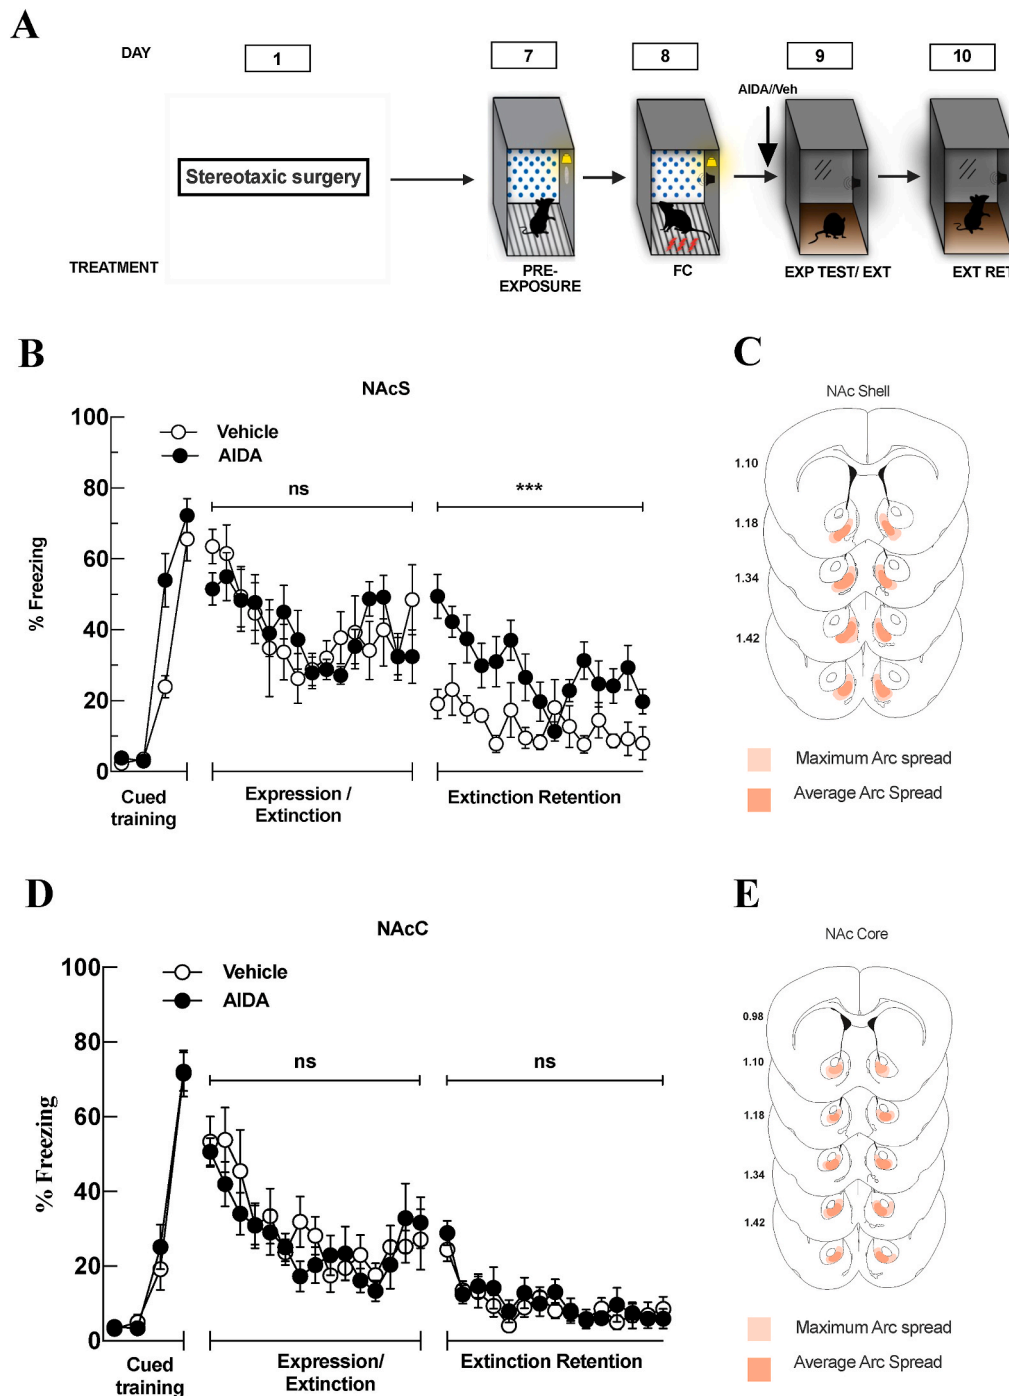 A
DAY
1
7
8
9
10
AIDA//Veh
Stereotaxic surgery
TREATMENT
PRE-
EXPOSURE
FC
EXP TEST/ EXT
EXT RET
B
NAcS
100
80
60
40
20
0
% Freezing
Vehicle
AIDA
ns
***
Cued
training
Expression /
Extinction
Extinction Retention
C
NAc Shell
1.10
1.18
1.34
1.42
Maximum Arc spread
Average Arc Spread
D
NAcC
100
80
60
40
20
0
% Freezing
Vehicle
AIDA
ns
ns
Cued
training
Expression/
Extinction
Extinction Retention
E
NAc Core
0.98
1.10
1.18
1.34
1.42
Maximum Arc spread
Average Arc Spread